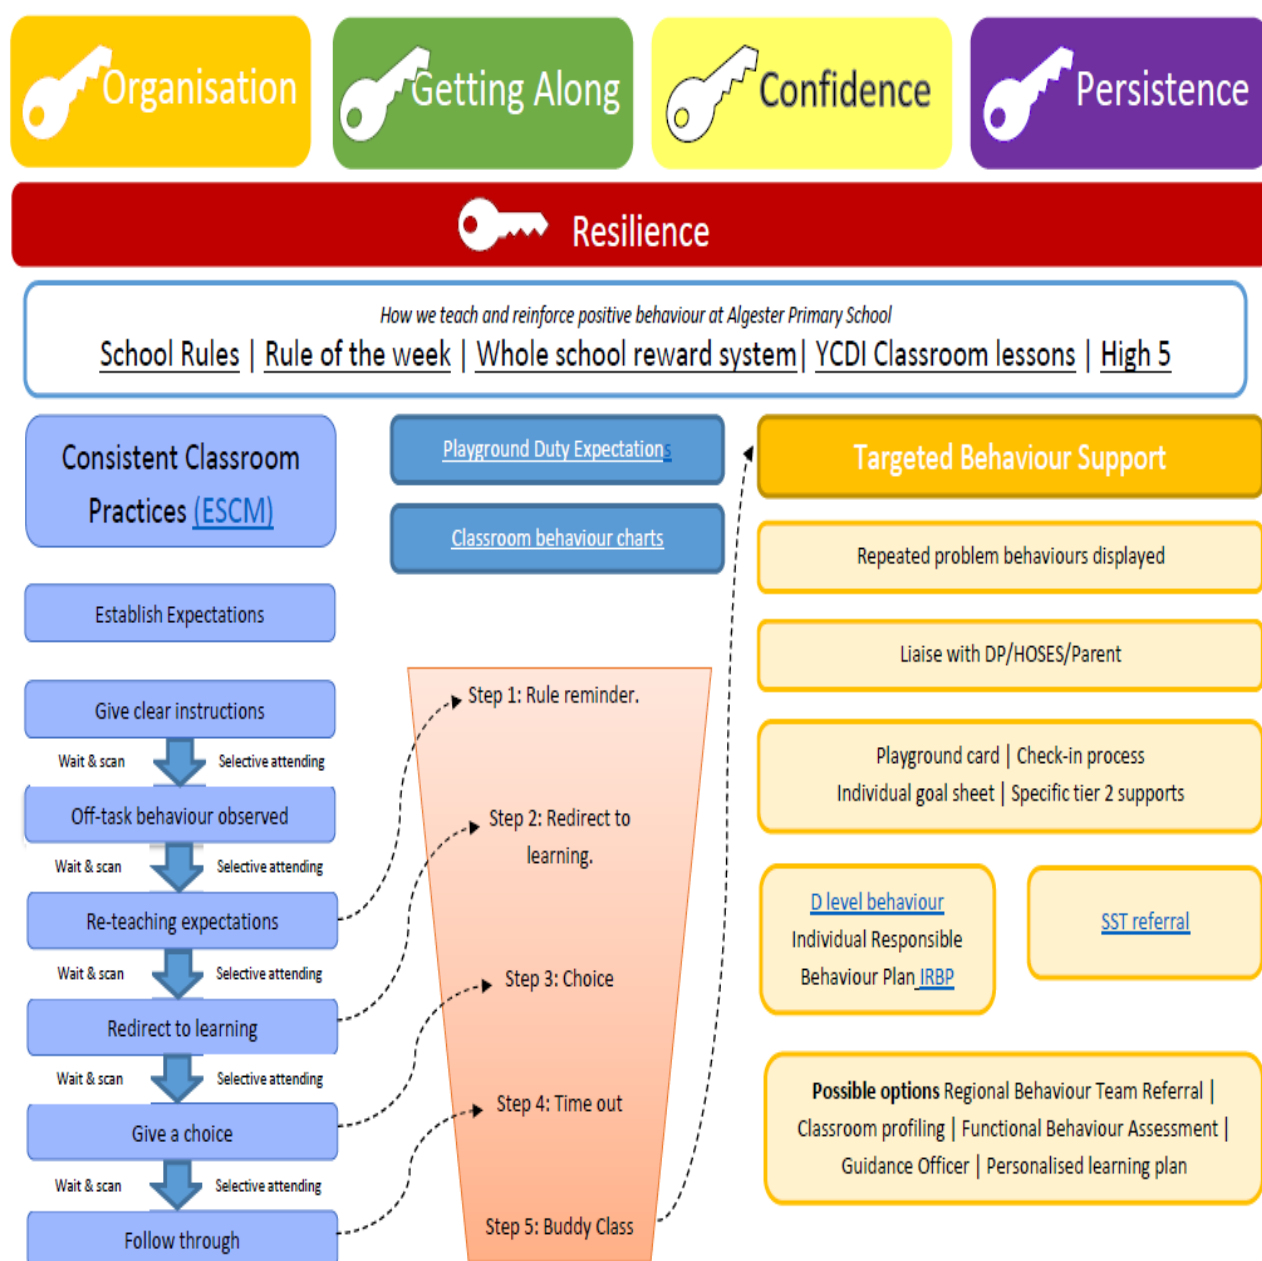 Organisation
Getting Along
Confidence
Persistence
Resilience
How we teach and reinforce positive behaviour at Algester Primary School
School Rules | Rule of the week | Whole school reward system| YCDI Classroom lessons | High 5
Consistent Classroom
Practices (ESCM)
Establish Expectations
Give clear instructions
Wait & scan
Selective attending
Off-task behaviour observed
Wait & scan
Selective attending
Re-teaching expectations
Wait & scan
Selective attending
Redirect to learning
Wait & scan
Selective attending
Give a choice
Wait & scan
Selective attending
Follow through
Playground Duty Expectations
Classroom behaviour charts
Step 1: Rule reminder.
Step 2: Redirect to
learning.
Step 3: Choice
Step 4: Time out
Step 5: Buddy Class
Targeted Behaviour Support
Repeated problem behaviours displayed
Liaise with DP/HOSES/Parent
Playground card | Check-in process
Individual goal sheet | Specific tier 2 supports
D level behaviour
Individual Responsible
Behaviour Plan IRBP
SST referral
Possible options Regional Behaviour Team Referral |
Classroom profiling | Functional Behaviour Assessment |
Guidance Officer | Personalised learning plan